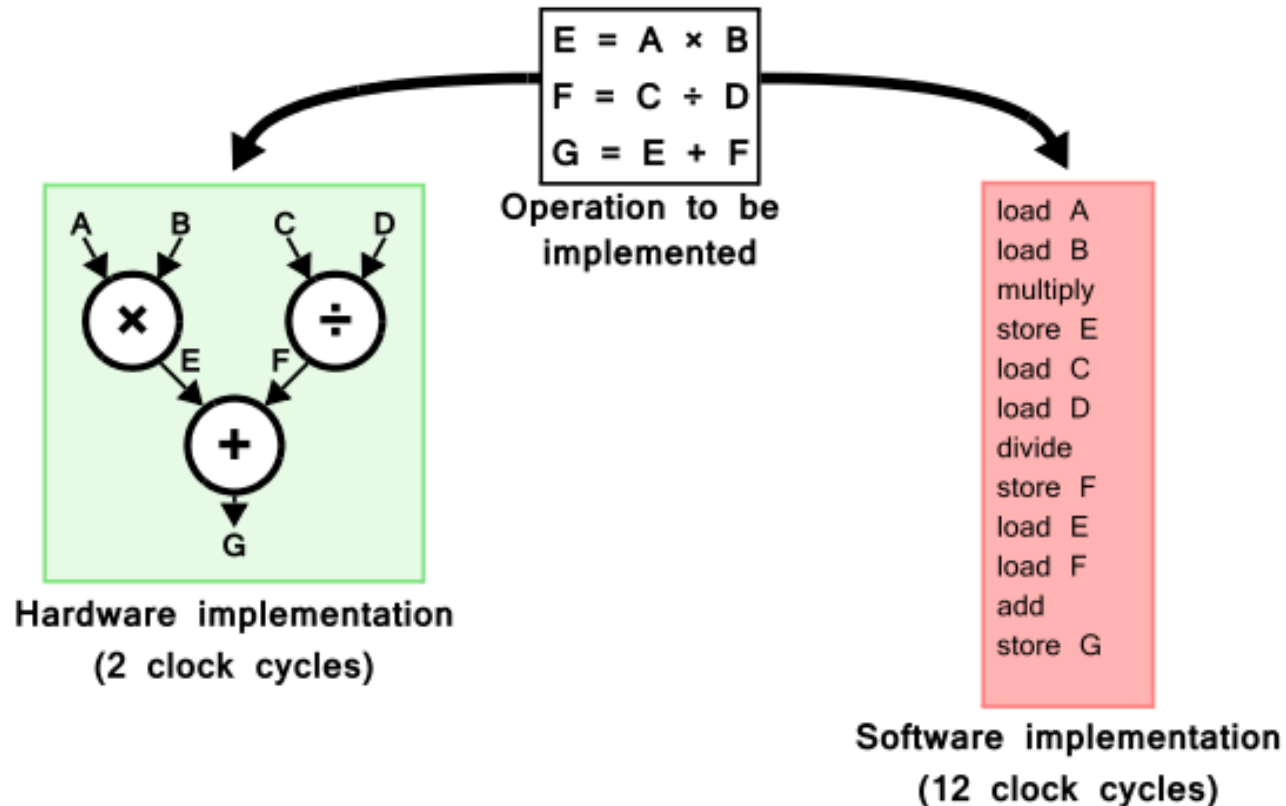 E = A × B
F = C ÷ D
G = E + F
Operation to be
implemented
A B C D
× ÷
E F
+
G
Hardware implementation
(2 clock cycles)
load A
load B
multiply
store E
load C
load D
divide
store F
load E
load F
add
store G
Software implementation
(12 clock cycles)